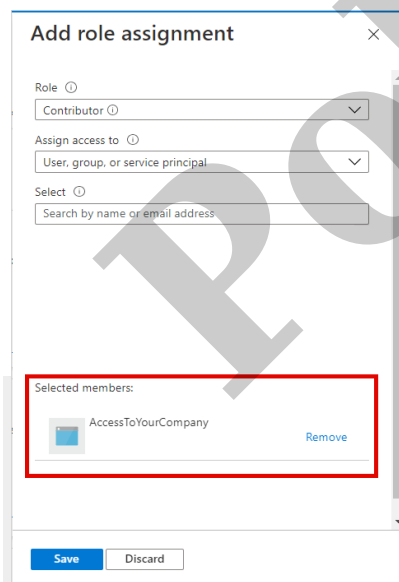 Add role assignment
Role
Contributor
Assign access to
User, group, or service principal
Select
Search by name or email address
Selected members:
AccessToYourCompany
Remove
Save
Discard